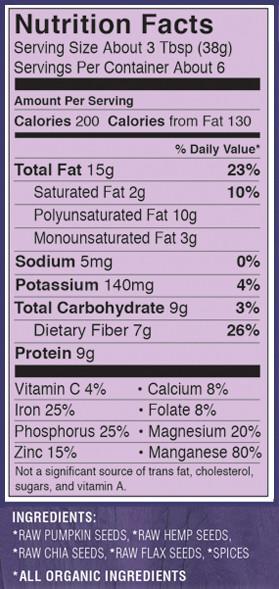 Nutrition Facts
Serving Size About 3 Tbsp (38g)
Servings Per Container About 6
Amount Per Serving
Calories 200 Calories from Fat 130
% Daily Value*
Total Fat 15g 23%
Saturated Fat 2g 10%
Polyunsaturated Fat 10g
Monounsaturated Fat 3g
Sodium 5mg 0%
Potassium 140mg 4%
Total Carbohydrate 9g 3%
Dietary Fiber 7g 26%
Protein 9g
Vitamin C 4% • Calcium 8%
Iron 25% • Folate 8%
Phosphorus 25% • Magnesium 20%
Zinc 15% • Manganese 80%
Not a significant source of trans fat, cholesterol,
sugars, and vitamin A.
INGREDIENTS:
*RAW PUMPKIN SEEDS, *RAW HEMP SEEDS,
*RAW CHIA SEEDS, *RAW FLAX SEEDS, *SPICES
*ALL ORGANIC INGREDIENTS